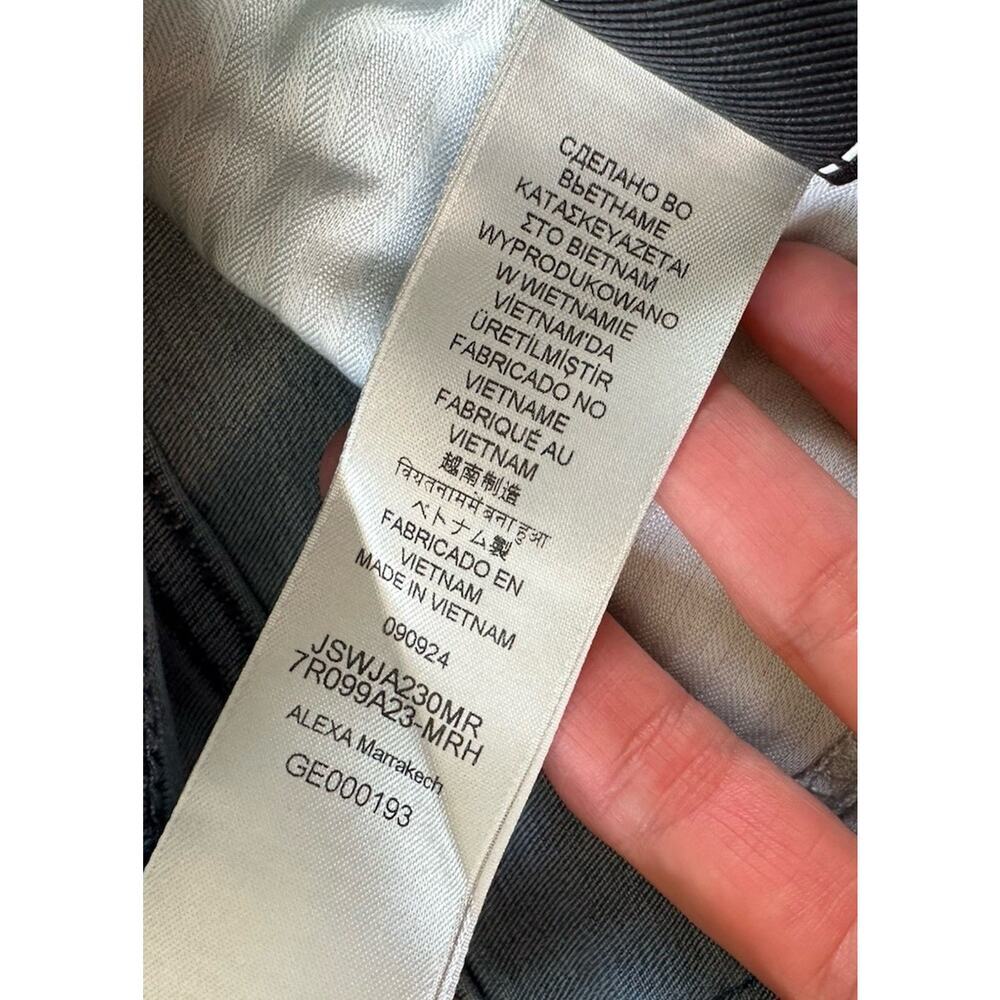 СДЕЛАНО ВО
ВЬЕТНАМЕ
ΚΑΤΑΣΚΕΥΑΖΕΤΑΙ
ΣΤΟ ΒΙΕΤΝΑΜ
WYPRODUKOWANO
W WIETNAMIE
VİETNAM'DA
ÜRETİLMİŞTİR
FABRICADO NO
VIETNAME
FABRIQUÉ AU
VIETNAM
越南制造
वियतनाममें बना हुआ
ベトナム製
FABRICADO EN
VIETNAM
MADE IN VIETNAM
090924
JSWJA230MR
7R099A23-MRH
ALEXA Marrakech
GE000193